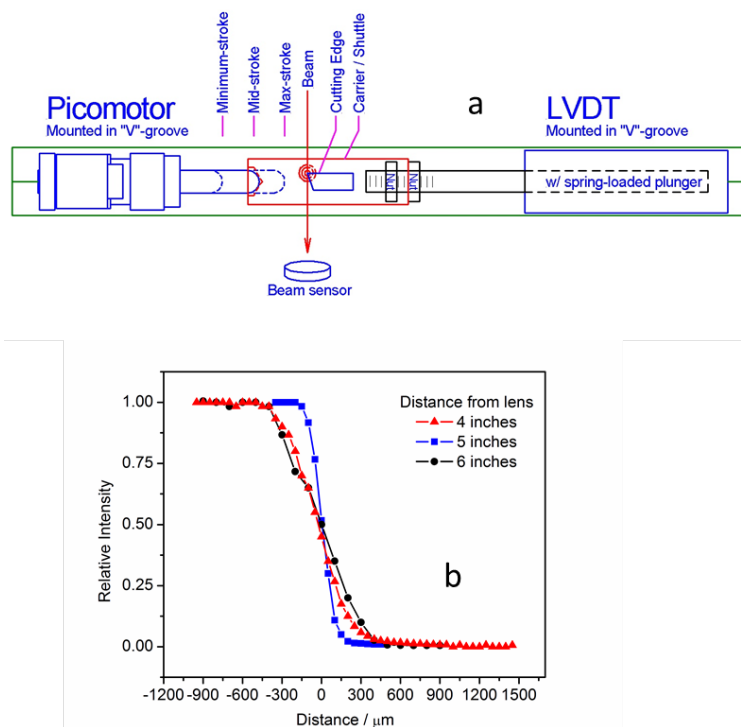 Minimum-stroke
Mid-stroke
Max-stroke
Beam
Cutting Edge
Carrier / Shuttle
a
Picomotor
Mounted in "V"-groove
LVDT
Mounted in "V"-groove
Nut
Nut
w/ spring-loaded plunger
Beam sensor
Distance from lens
4 inches
5 inches
6 inches
b
Relative Intensity
1.00
0.75
0.50
0.25
0.00
-1200 -900 -600 -300 0 300 600 900 1200 1500
Distance / μm